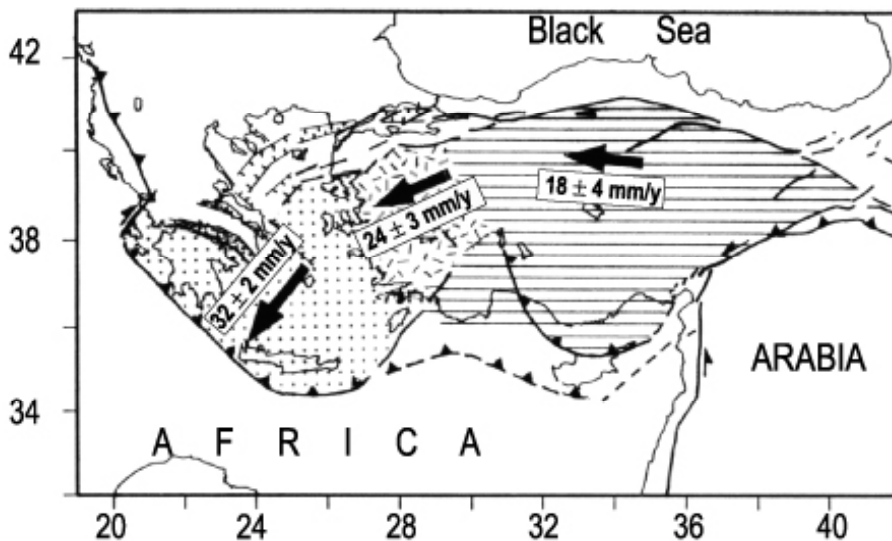 Black Sea
42
18 ± 4 mm/y
24 ± 3 mm/y
38
32 ± 2 mm/y
ARABIA
34
A F R I C A
20 24 28 32 36 40